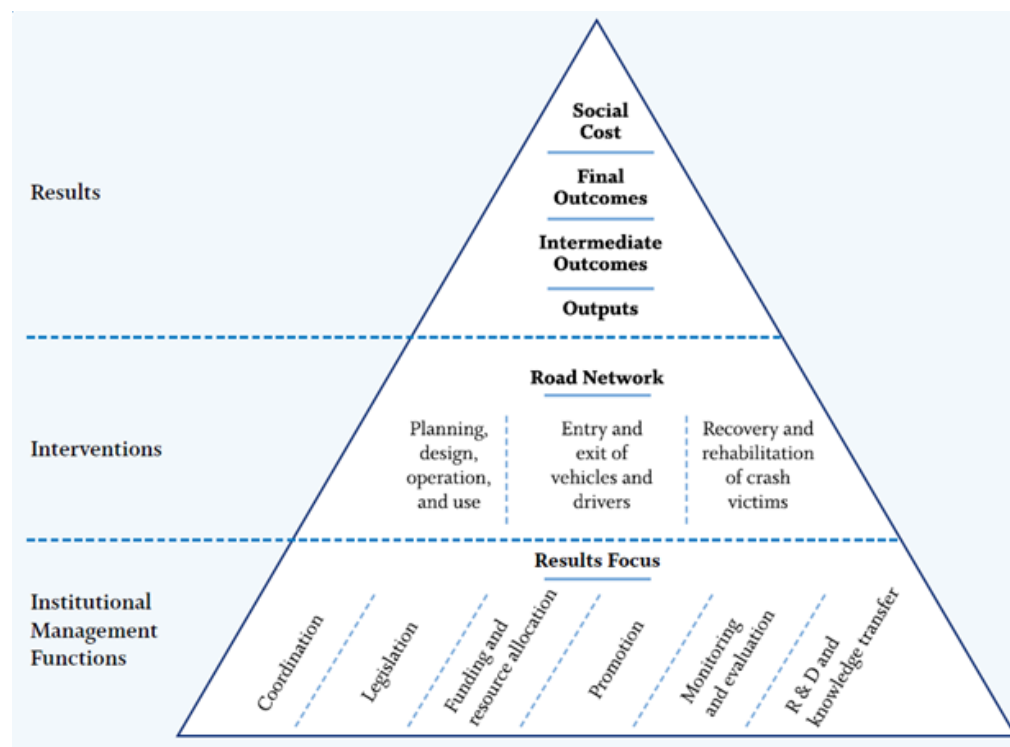 Social
Cost
Final
Outcomes
Intermediate
Outcomes
Outputs
Results
Road Network
Planning,
design,
operation,
and use
Entry and
exit of
vehicles and
drivers
Recovery and
rehabilitation
of crash
victims
Interventions
Results Focus
Institutional
Management
Functions
Coordination
Legislation
Funding and
resource allocation
Promotion
Monitoring
and evaluation
R & D and
knowledge transfer